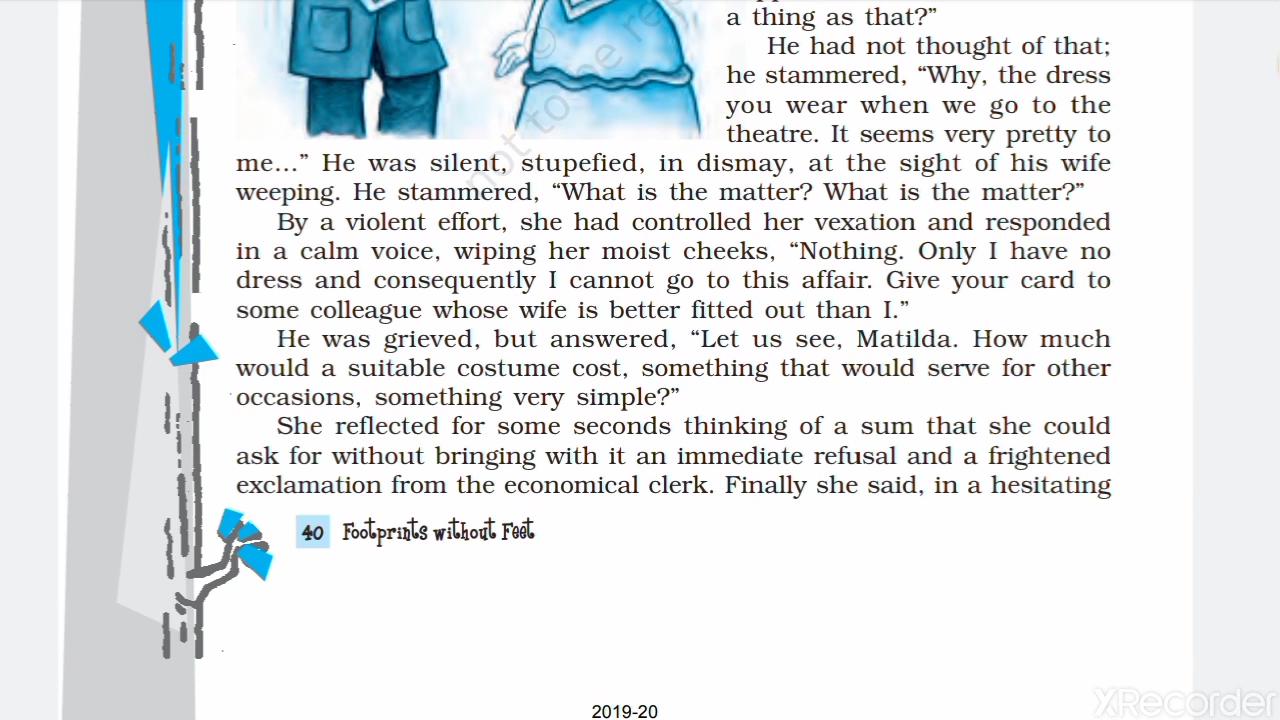 a thing as that?”
He had not thought of that;
he stammered, “Why, the dress
you wear when we go to the
theatre. It seems very pretty to
me...” He was silent, stupefied, in dismay, at the sight of his wife
weeping. He stammered, “What is the matter? What is the matter?”
By a violent effort, she had controlled her vexation and responded
in a calm voice, wiping her moist cheeks, “Nothing. Only I have no
dress and consequently I cannot go to this affair. Give your card to
some colleague whose wife is better fitted out than I.”
He was grieved, but answered, “Let us see, Matilda. How much
would a suitable costume cost, something that would serve for other
occasions, something very simple?”
She reflected for some seconds thinking of a sum that she could
ask for without bringing with it an immediate refusal and a frightened
exclamation from the economical clerk. Finally she said, in a hesitating
40 Footprints without Feet
2019-20
XRecorder
not to be re